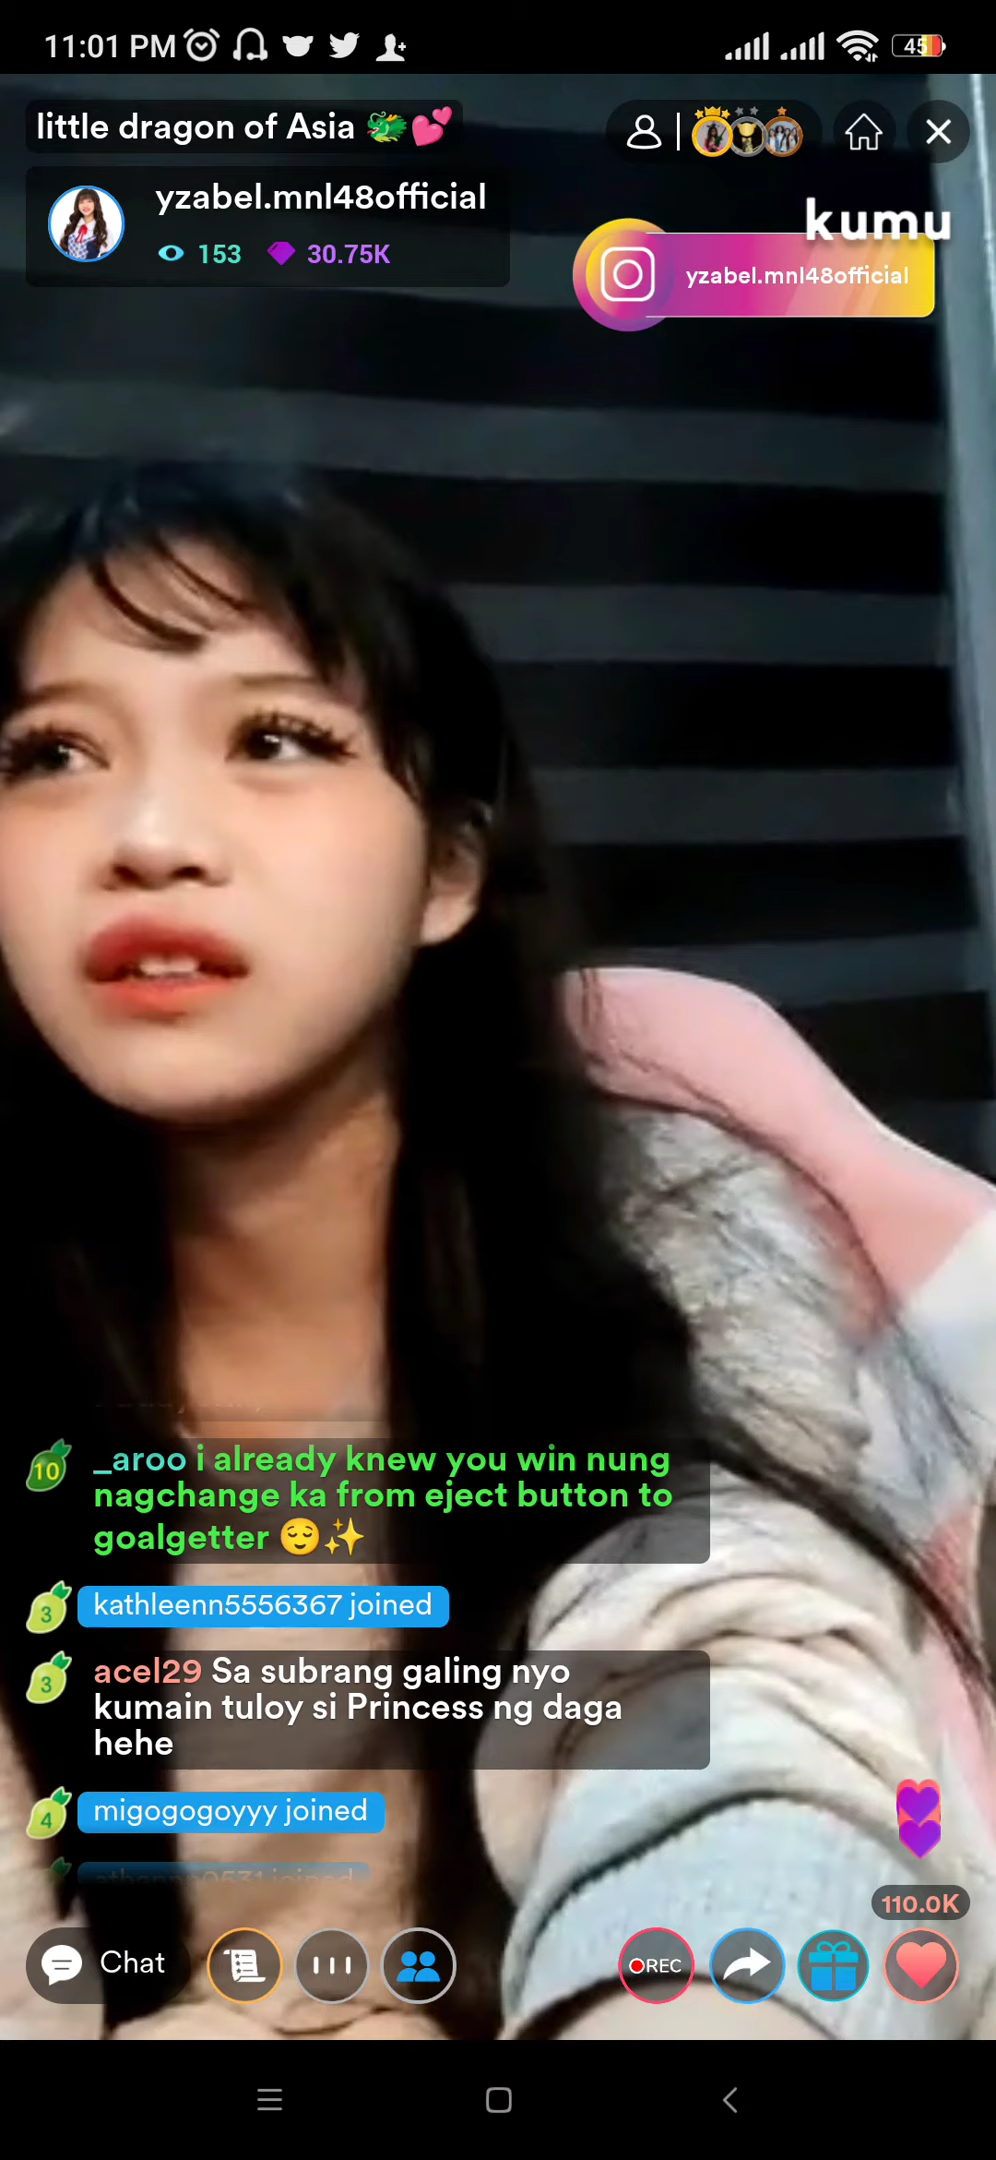 11:01 PM
45
little dragon of Asia 🐉💕
yzabel.mnl48official
153 30.75K
kumu
yzabel.mnl48official
10 _aroo i already knew you win nung
nagchange ka from eject button to
goalgetter 😌✨
3 kathleenn5556367 joined
3 acel29 Sa subrang galing nyo
kumain tuloy si Princess ng daga
hehe
4 migogogoyyy joined
110.0K
Chat
REC